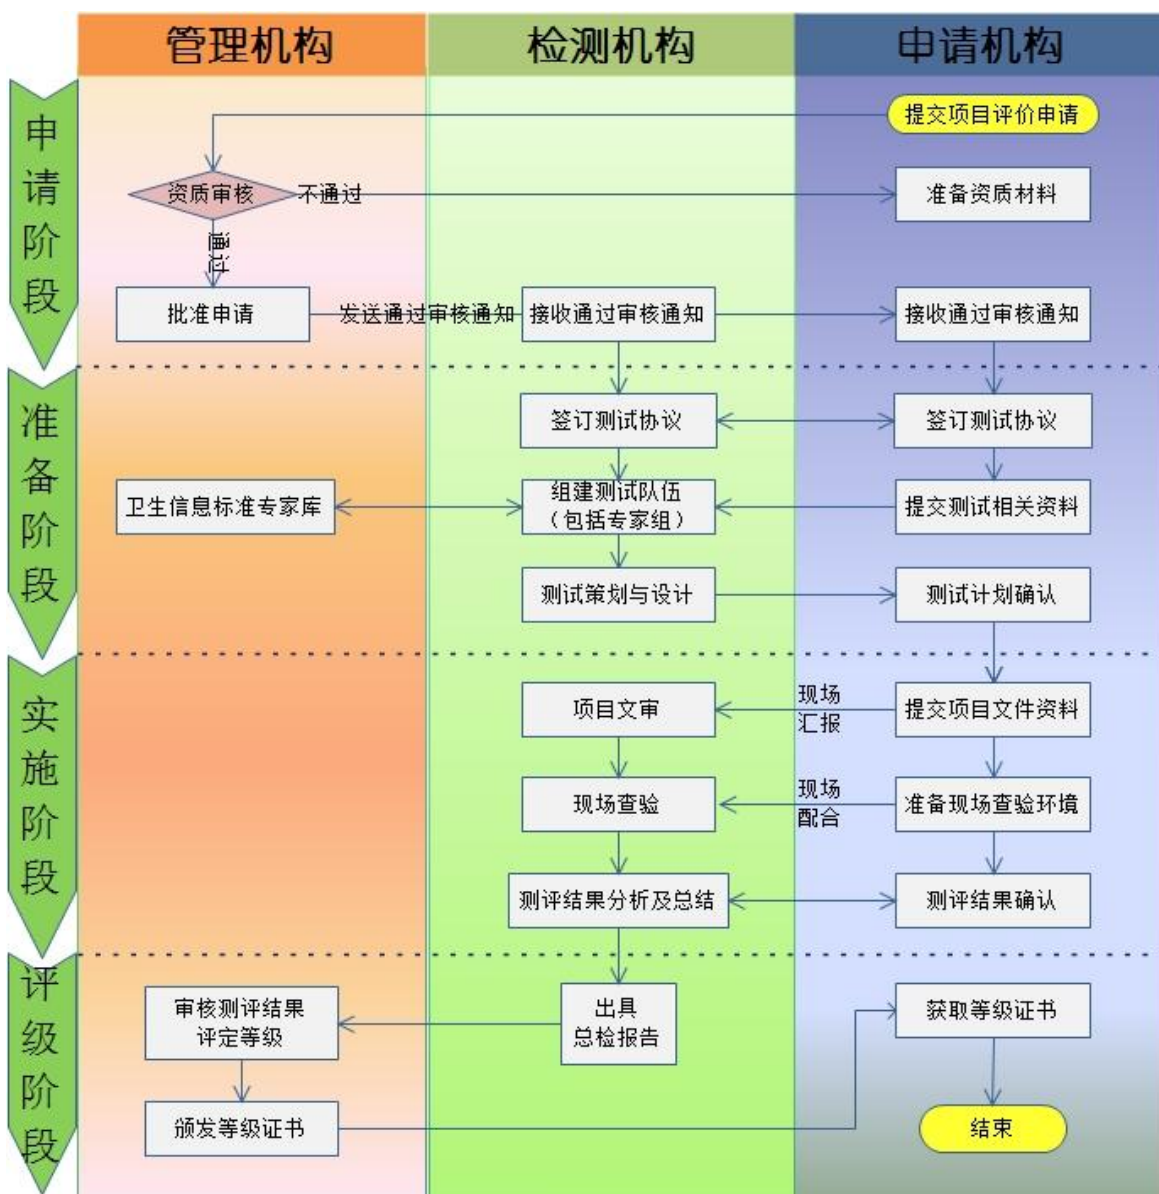 管理机构
检测机构
申请机构
申请阶段
提交项目评价申请
资质审核
不通过
准备资质材料
通过
批准申请
发送通过审核通知
接收通过审核通知
接收通过审核通知
准备阶段
签订测试协议
签订测试协议
卫生信息标准专家库
组建测试队伍
（包括专家组）
提交测试相关资料
测试策划与设计
测试计划确认
实施阶段
项目文审
现场
汇报
提交项目文件资料
现场查验
现场
配合
准备现场查验环境
测评结果分析及总结
测评结果确认
评级阶段
审核测评结果
评定等级
出具
总检报告
获取等级证书
颁发等级证书
结束